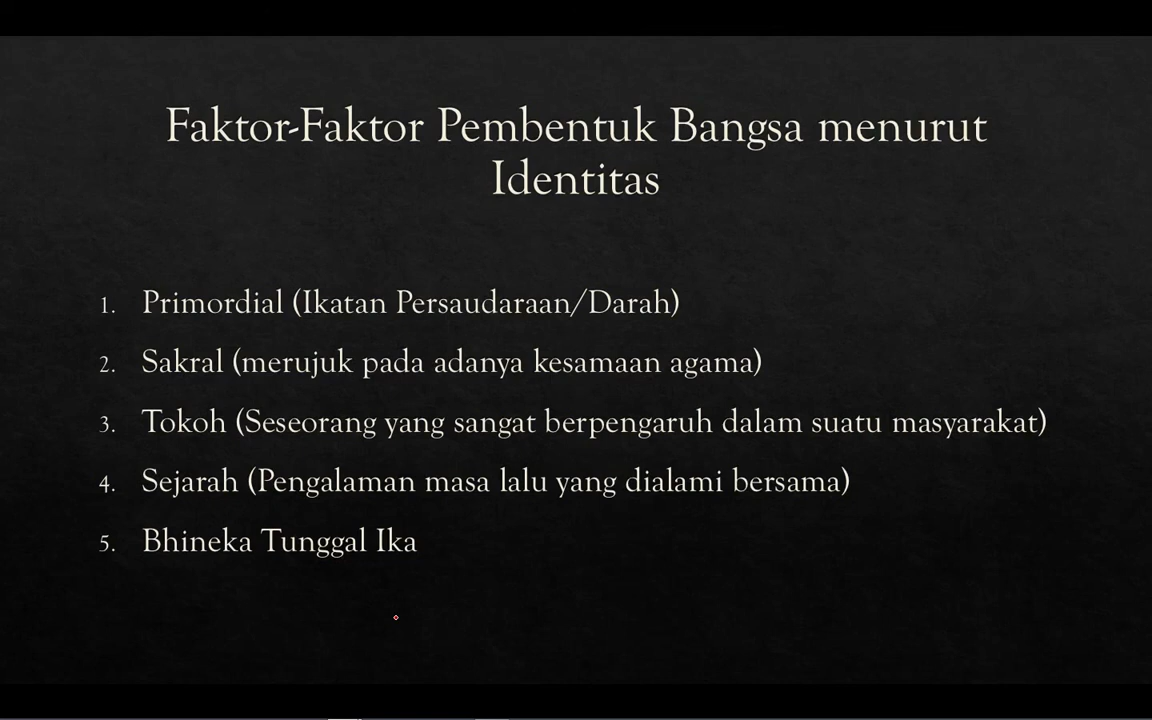 Faktor-Faktor Pembentuk Bangsa menurut
Identitas
1. Primordial (Ikatan Persaudaraan/Darah)
2. Sakral (merujuk pada adanya kesamaan agama)
3. Tokoh (Seseorang yang sangat berpengaruh dalam suatu masyarakat)
4. Sejarah (Pengalaman masa lalu yang dialami bersama)
5. Bhineka Tunggal Ika